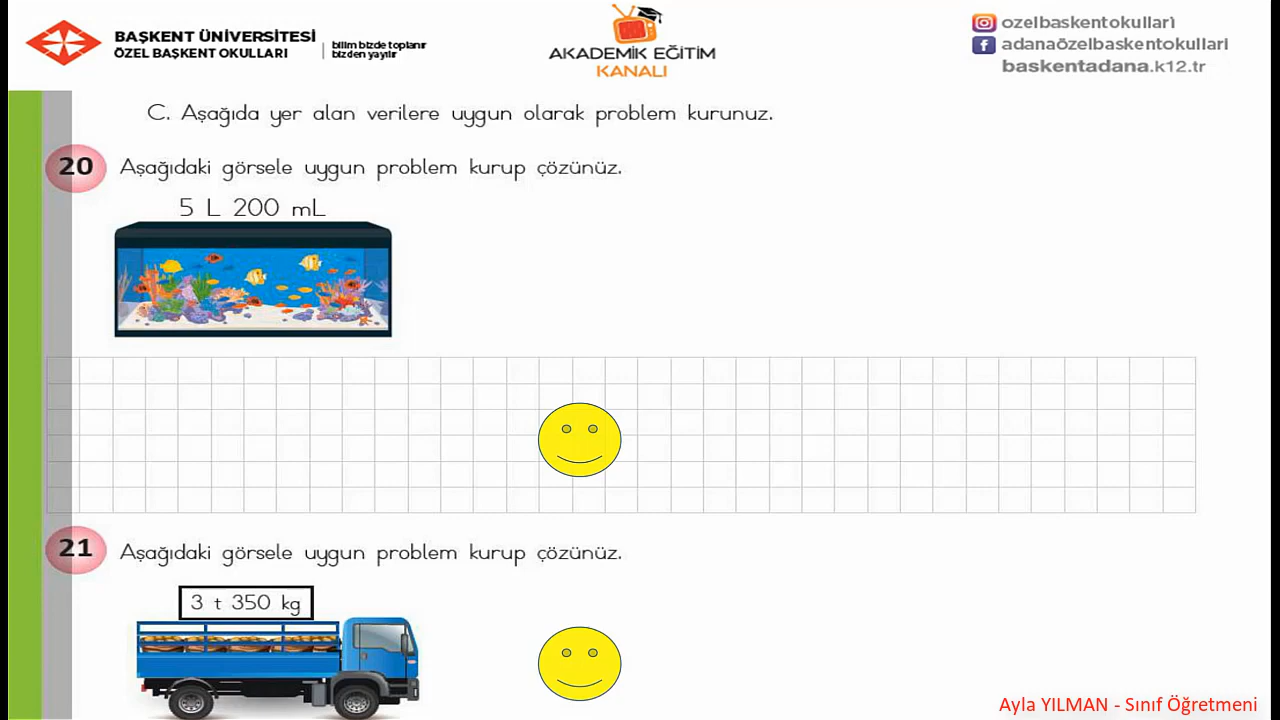 BAŞKENT ÜNİVERSİTESİ
ÖZEL BAŞKENT OKULLARI
bilim bizde toplanır
bizden yayılır
AKADEMİK EĞİTİM
KANALI
ozelbaskentokulları
adanaözelbaskentokullari
baskentadana.k12.tr
C. Aşağıda yer alan verilere uygun olarak problem kurunuz.
20 Aşağıdaki görsele uygun problem kurup çözünüz.
5 L 200 mL
21 Aşağıdaki görsele uygun problem kurup çözünüz.
3 t 350 kg
Ayla YILMAN - Sınıf Öğretmeni